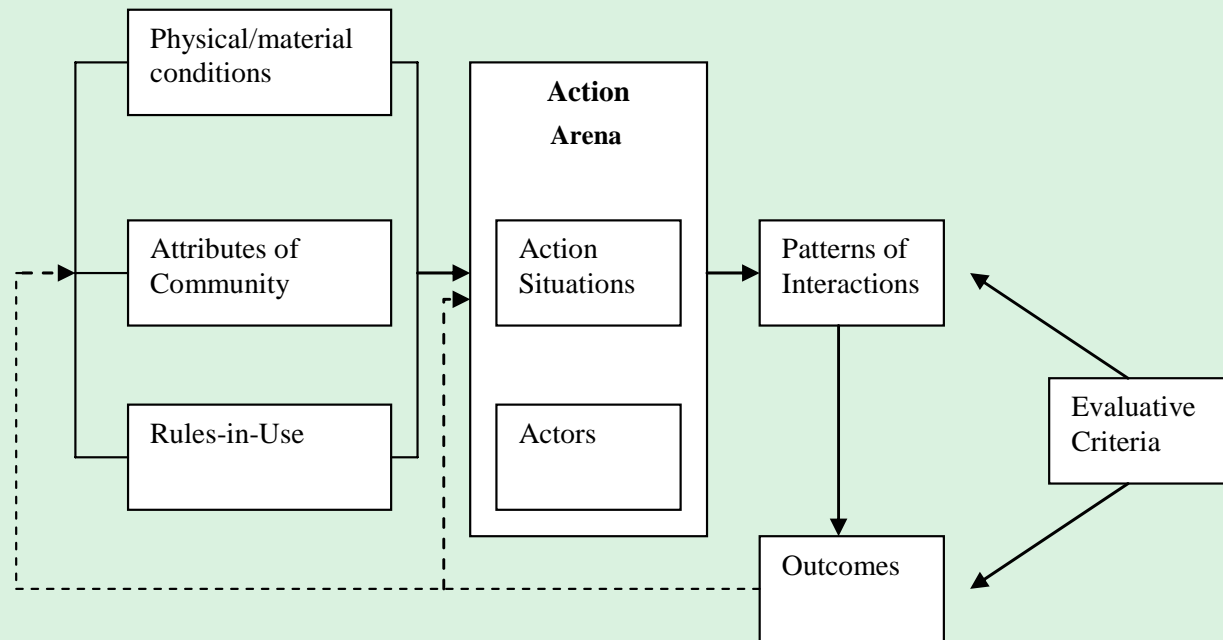 Physical/material
conditions
Action
Arena
Attributes of
Community
Action
Situations
Patterns of
Interactions
Rules-in-Use
Actors
Evaluative
Criteria
Outcomes